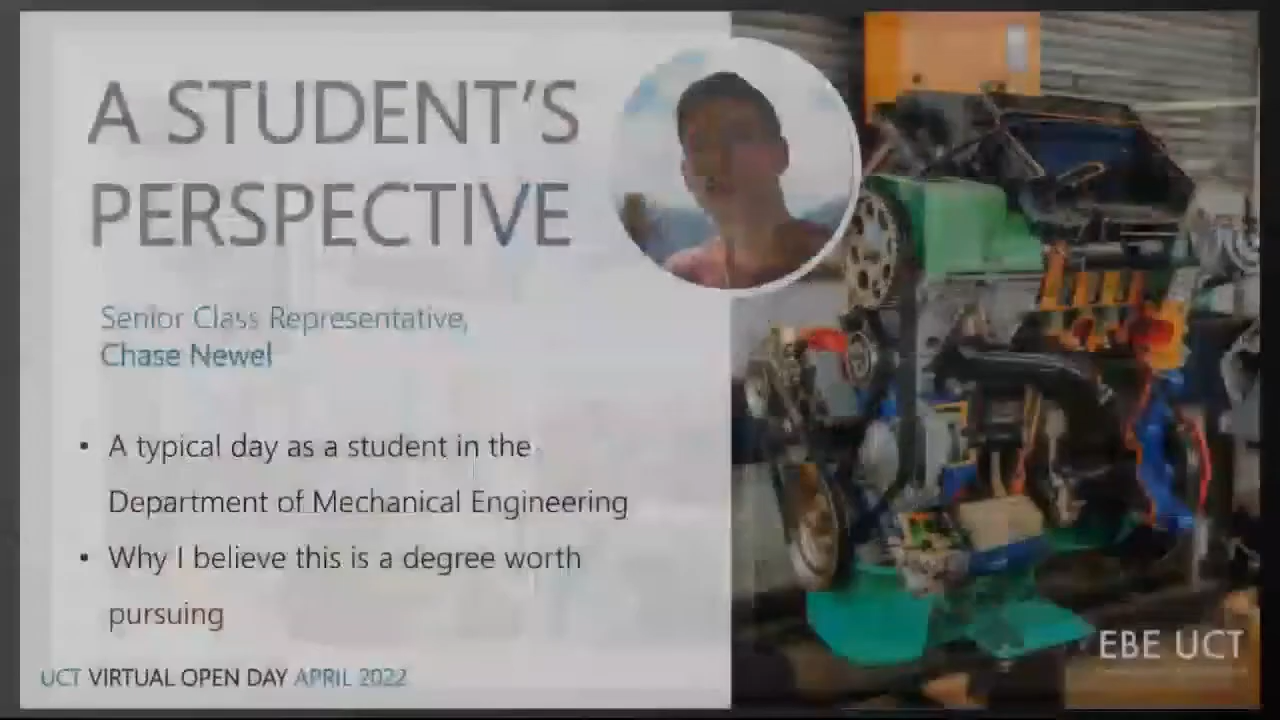 A STUDENT'S
PERSPECTIVE
Senior Class Representative,
Chase Newel
• A typical day as a student in the
Department of Mechanical Engineering
• Why I believe this is a degree worth
pursuing
UCT VIRTUAL OPEN DAY APRIL 2022
EBE UCT